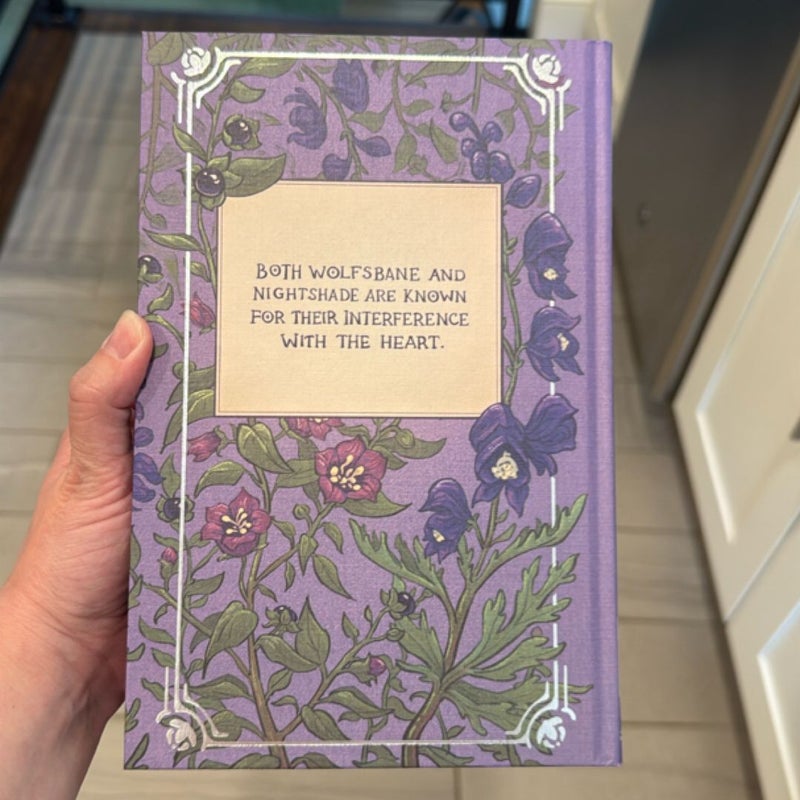 BOTH WOLFSBANE AND
NIGHTSHADE ARE KNOWN
FOR THEIR INTERFERENCE
WITH THE HEART.